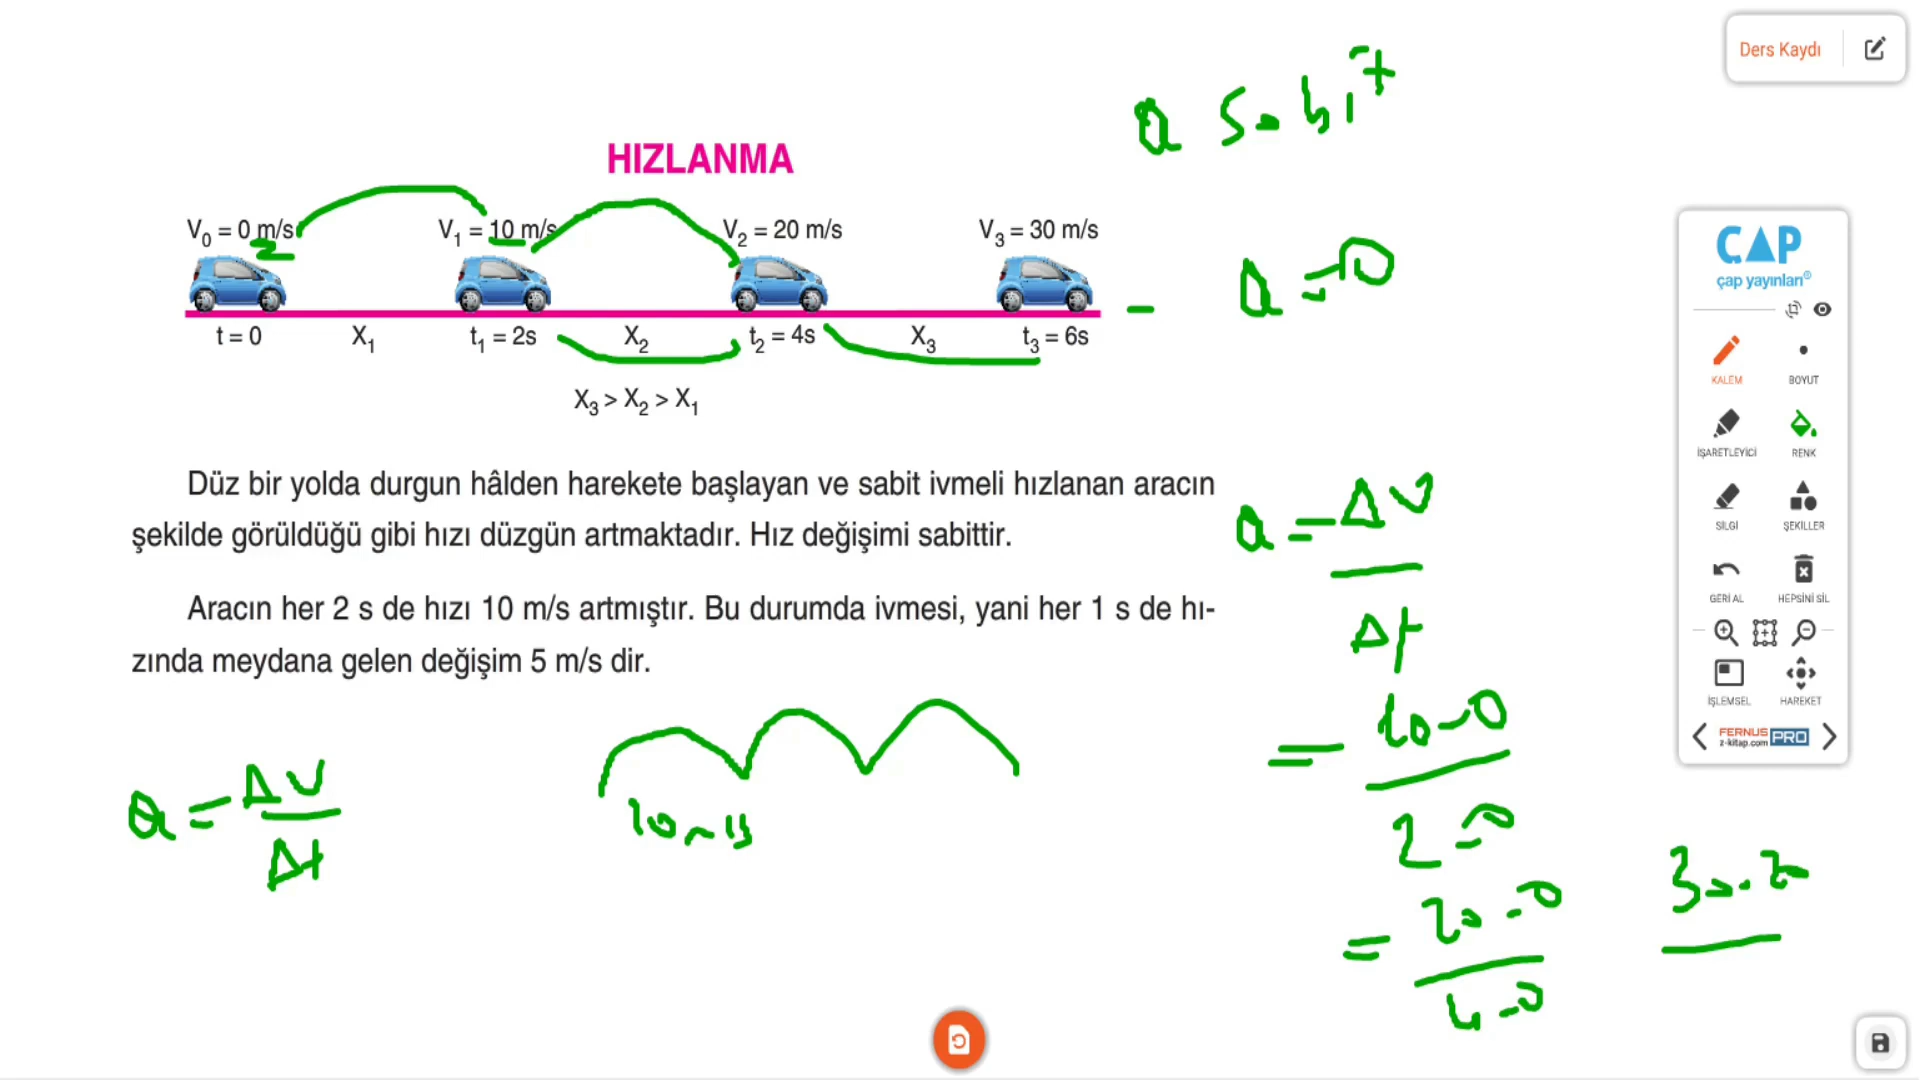 Ders Kaydı
a sabit
HIZLANMA
V0 = 0 m/s V1 = 10 m/s V2 = 20 m/s V3 = 30 m/s
a = 0
t = 0 X1 t1 = 2s X2 t2 = 4s X3 t3 = 6s
X3 > X2 > X1
Düz bir yolda durgun hâlden harekete başlayan ve sabit ivmeli hızlanan aracın
şekilde görüldüğü gibi hızı düzgün artmaktadır. Hız değişimi sabittir.
Aracın her 2 s de hızı 10 m/s artmıştır. Bu durumda ivmesi, yani her 1 s de hı-
zında meydana gelen değişim 5 m/s dir.
a = ΔV
Δt
a = ΔV
Δt
= 10-0
2-0
= 20-0
4-0
ÇAP
çap yayınları®
KALEM BOYUT
İŞARETLEYİCİ RENK
SİLGİ ŞEKİLLER
GERİ AL HEPSİNİ SİL
İŞLEMSEL HAREKET
FERNUS
z-kitap.com PRO